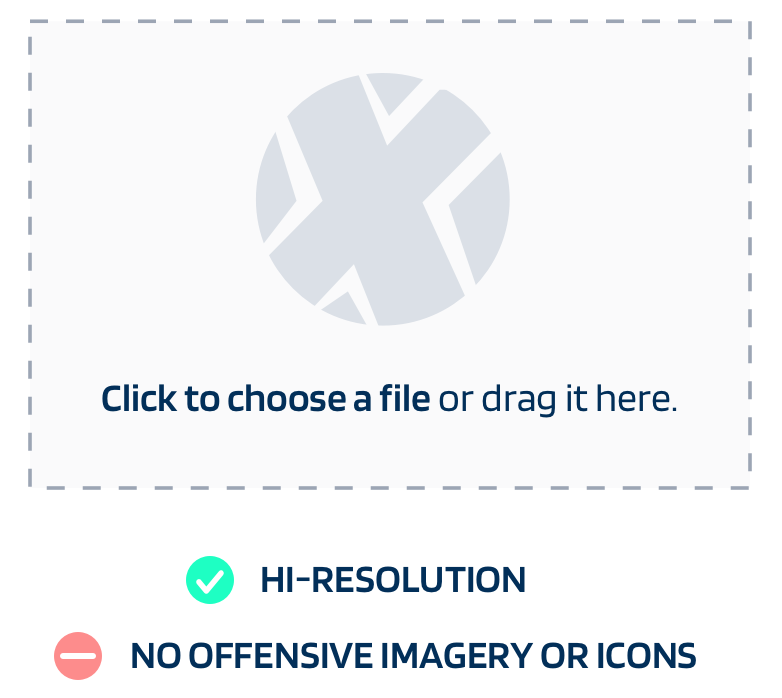 Click to choose a file or drag it here.
HI-RESOLUTION
NO OFFENSIVE IMAGERY OR ICONS